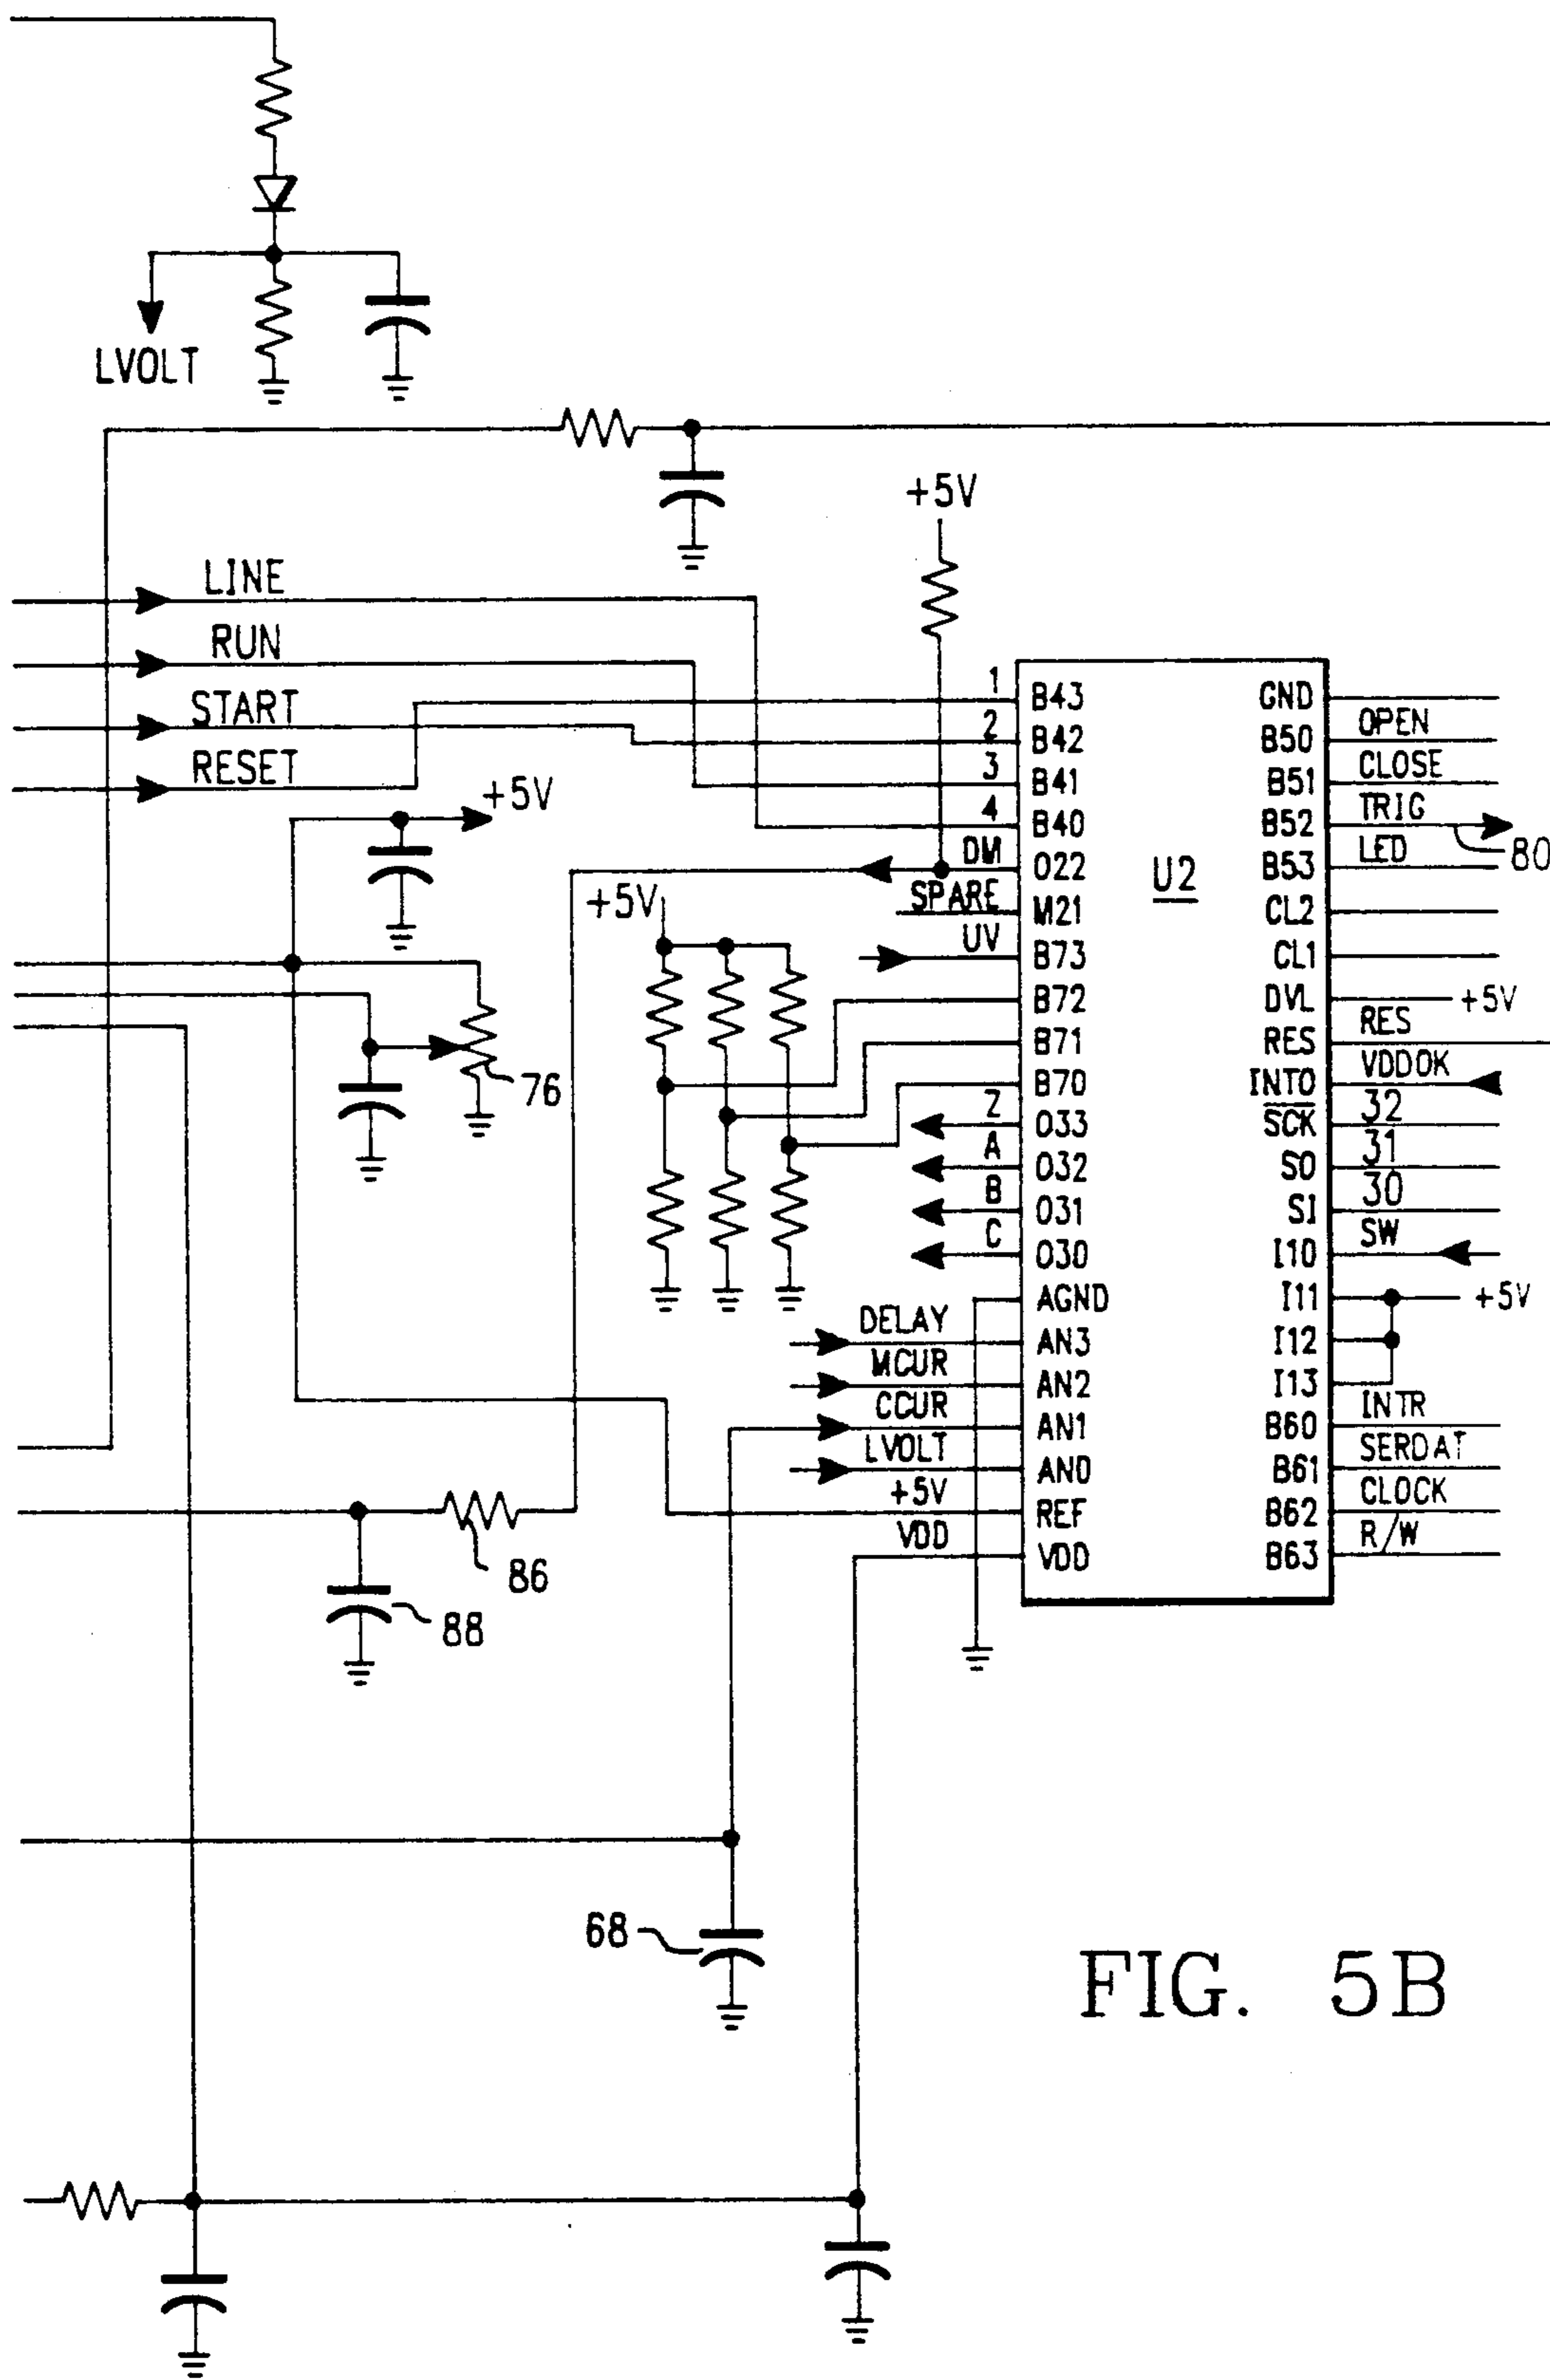 LVOLT
+5V
LINE
RUN
START
RESET
+5V
+5V
1 B43
2 B42
3 B41
4 B40
DM O22
SPARE M21
UV B73
B72
B71
B70
Z O33
A O32
B O31
C O30
AGND
DELAY AN3
MCUR AN2
CCUR AN1
LVOLT AN0
+5V REF
VDD VDD
U2
GND
B50 OPEN
B51 CLOSE
B52 TRIG
80
B53 LED
CL2
CL1
DVL +5V
RES RES
INTO VDDOK
SCK 32
SO 31
SI 30
I10 SW
I11 +5V
I12
I13
B60 INTR
B61 SERDAT
B62 CLOCK
B63 R/W
76
86
88
68
FIG. 5B